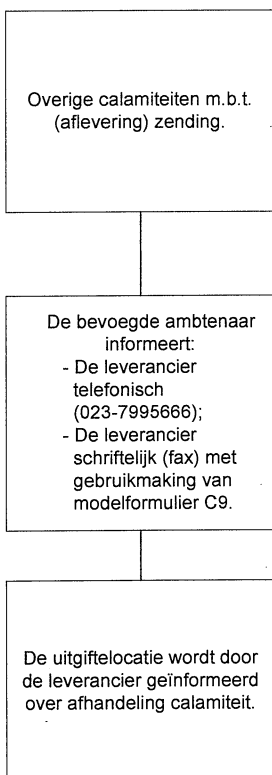 Overige calamiteiten m.b.t.
(aflevering) zending.
De bevoegde ambtenaar
informeert:
- De leverancier
telefonisch
(023-7995666);
- De leverancier
schriftelijk (fax) met
gebruikmaking van
modelformulier C9.
De uitgiftelocatie wordt door
de leverancier geïnformeerd
over afhandeling calamiteit.